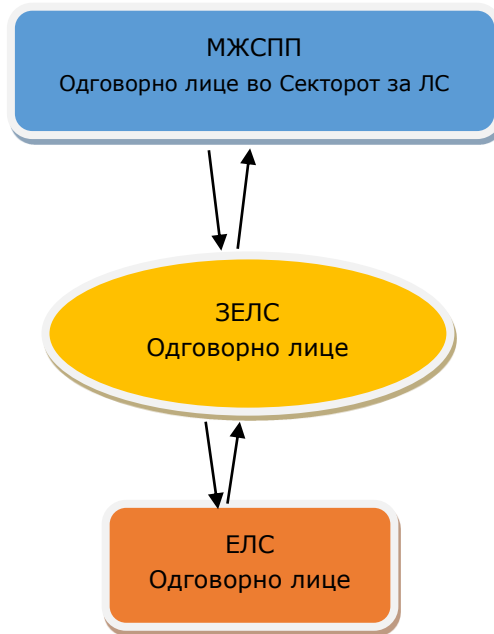 МЖСПП
Одговорно лице во Секторот за ЛС
ЗЕЛС
Одговорно лице
ЕЛС
Одговорно лице